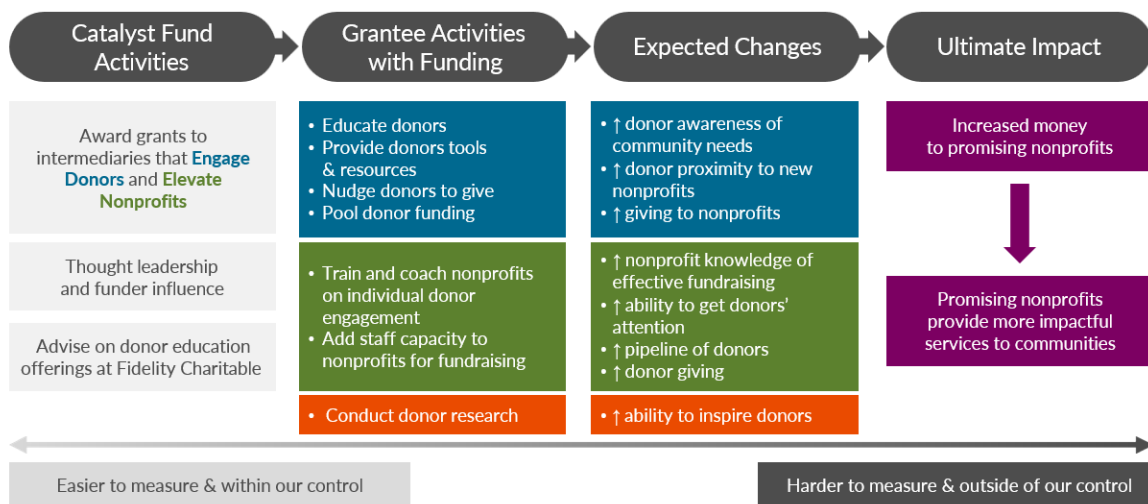 Catalyst Fund
Activities
Grantee Activities
with Funding
Expected Changes
Ultimate Impact
Award grants to
intermediaries that Engage
Donors and Elevate
Nonprofits
Thought leadership
and funder influence
Advise on donor education
offerings at Fidelity Charitable
• Educate donors
• Provide donors tools
& resources
• Nudge donors to give
• Pool donor funding
• Train and coach nonprofits
on individual donor
engagement
• Add staff capacity to
nonprofits for fundraising
• Conduct donor research
• ↑ donor awareness of
community needs
• ↑ donor proximity to new
nonprofits
• ↑ giving to nonprofits
• ↑ nonprofit knowledge of
effective fundraising
• ↑ ability to get donors’
attention
• ↑ pipeline of donors
• ↑ donor giving
• ↑ ability to inspire donors
Increased money
to promising nonprofits
Promising nonprofits
provide more impactful
services to communities
Easier to measure & within our control
Harder to measure & outside of our control